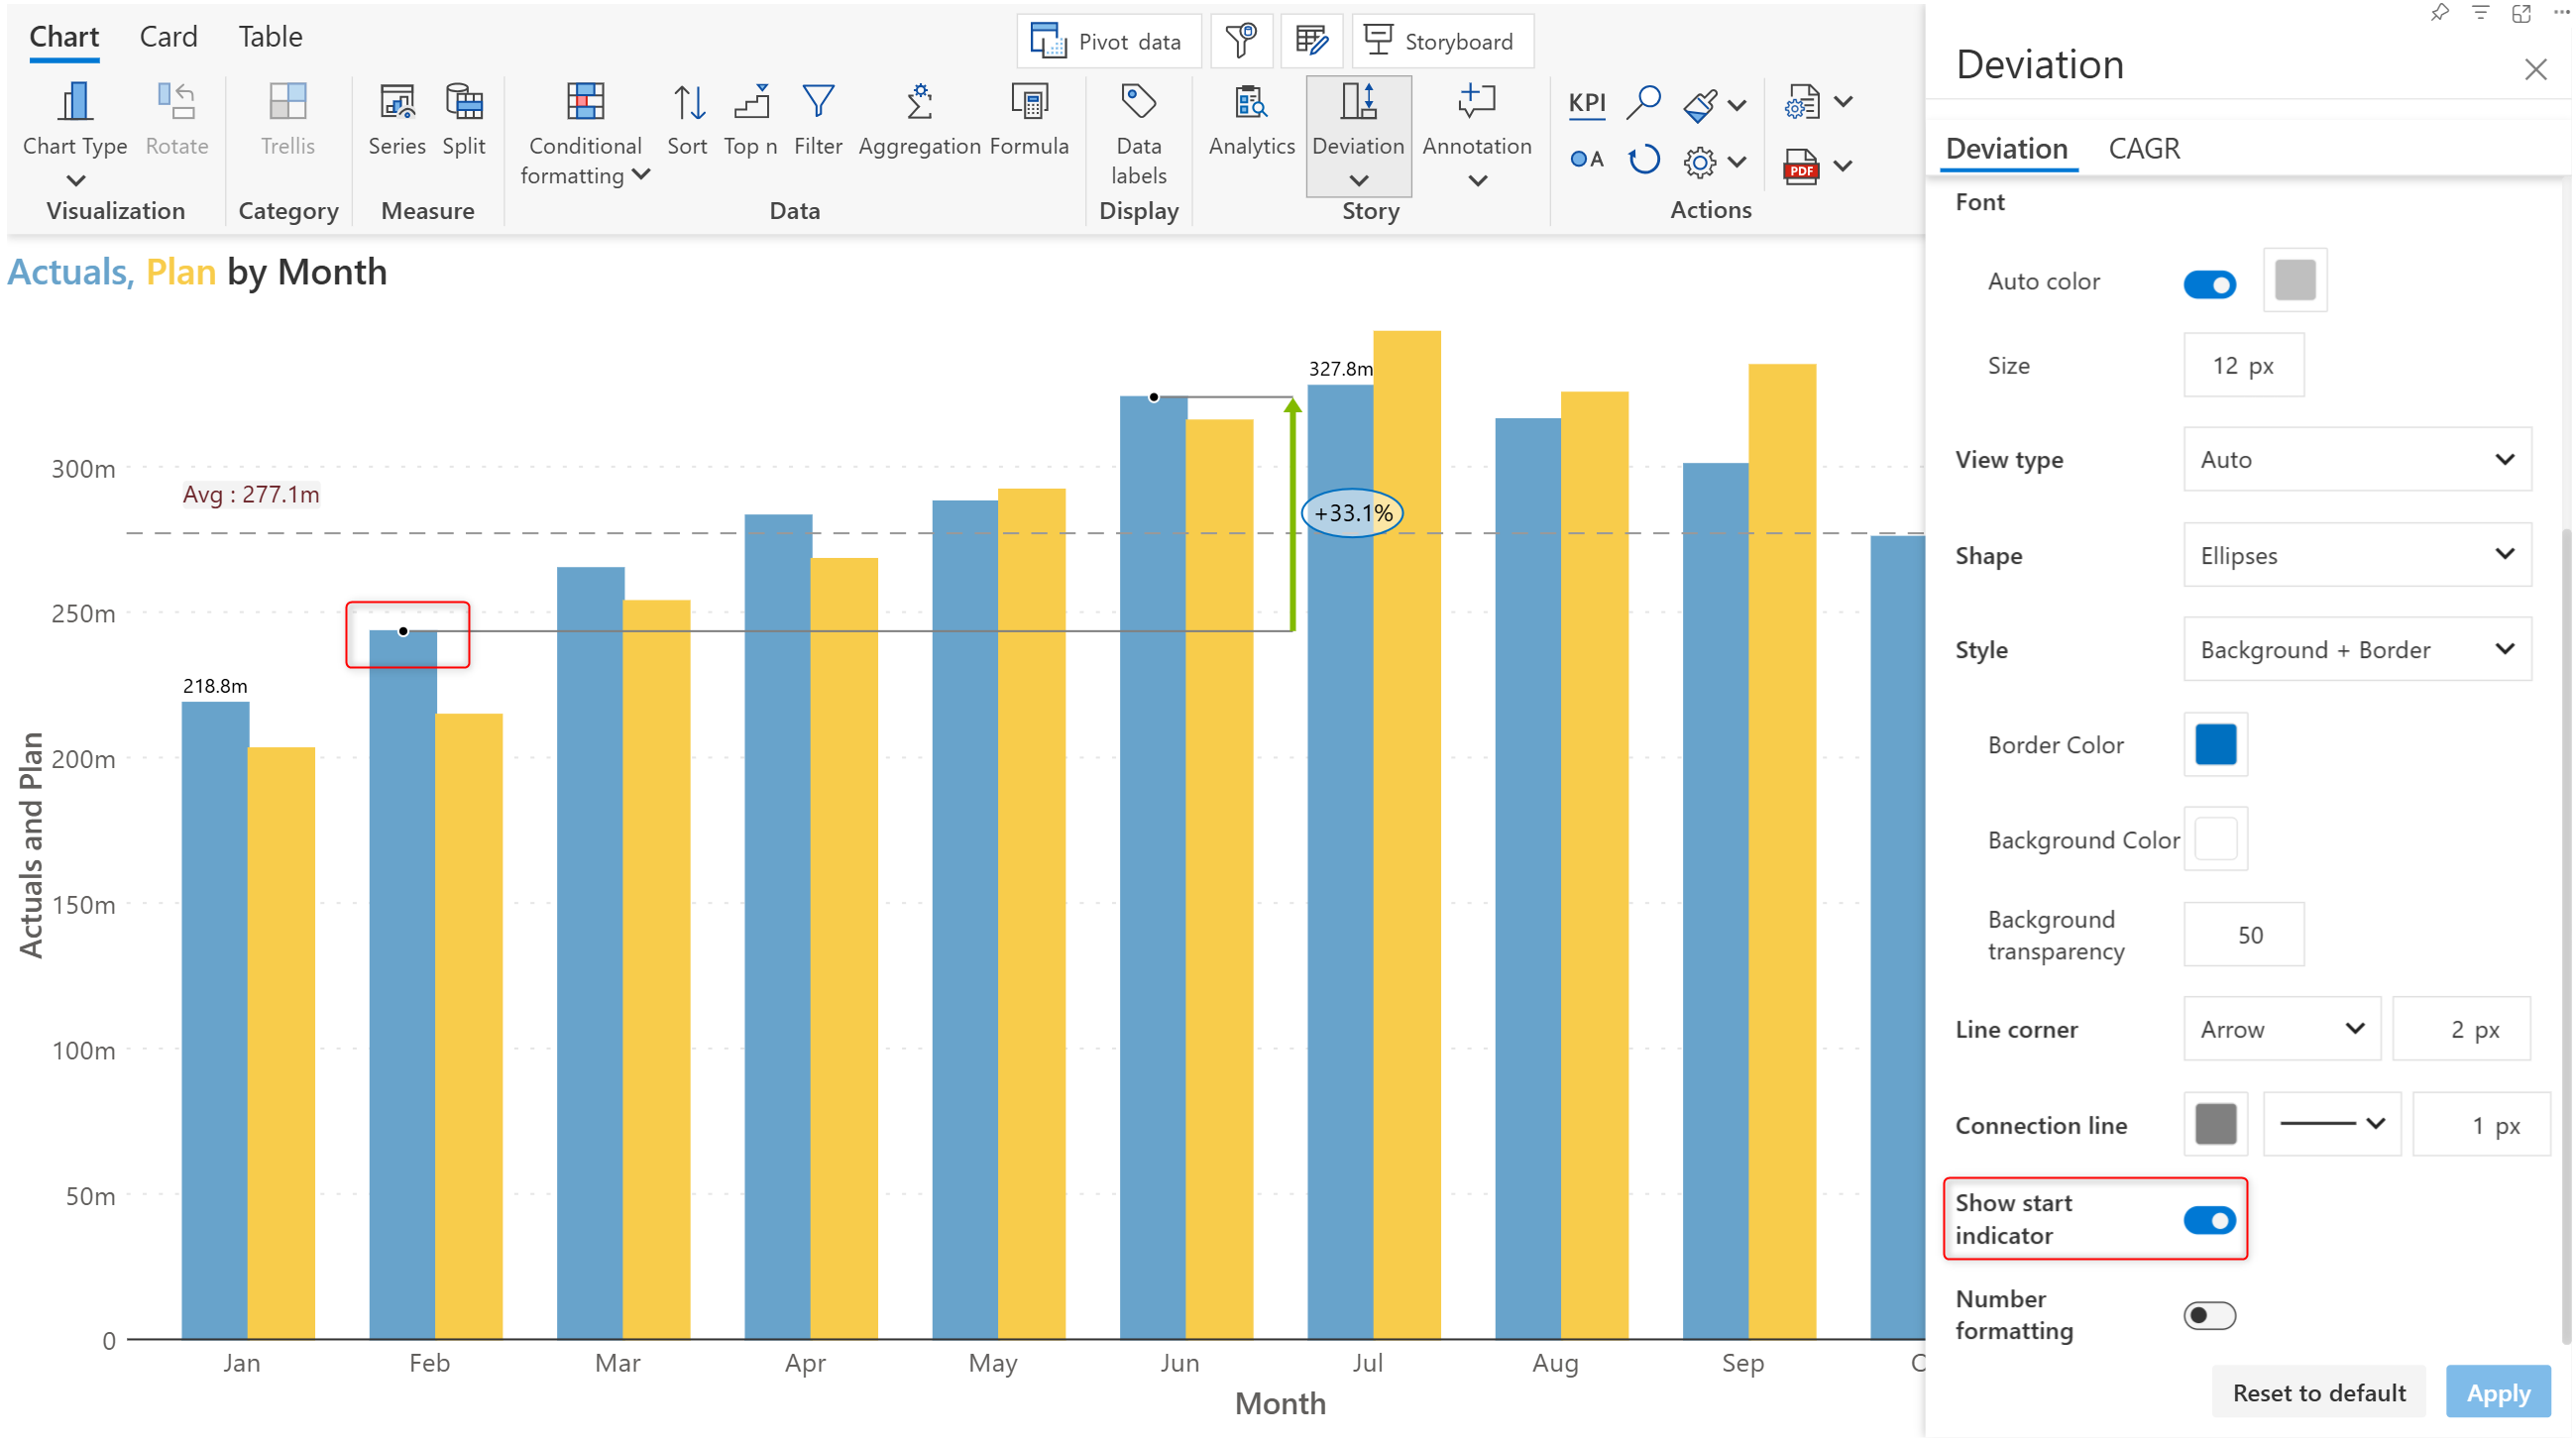 Chart Card Table
Pivot data
Storyboard
Chart Type
Rotate
Visualization
Trellis
Category
Series
Split
Measure
Conditional
formatting
Sort
Top n
Filter
Aggregation
Formula
Data
Data
labels
Display
Analytics
Deviation
Annotation
Story
KPI
A
PDF
Actions
Actuals, Plan by Month
Actuals and Plan
300m
250m
200m
150m
100m
50m
0
Avg : 277.1m
218.8m
327.8m
+33.1%
Jan
Feb
Mar
Apr
May
Jun
Jul
Aug
Sep
Month
Deviation
Deviation CAGR
Font
Auto color
Size 12 px
View type Auto
Shape Ellipses
Style Background + Border
Border Color
Background Color
Background
transparency
50
Line corner Arrow 2 px
Connection line 1 px
Show start
indicator
Number
formatting
Reset to default Apply